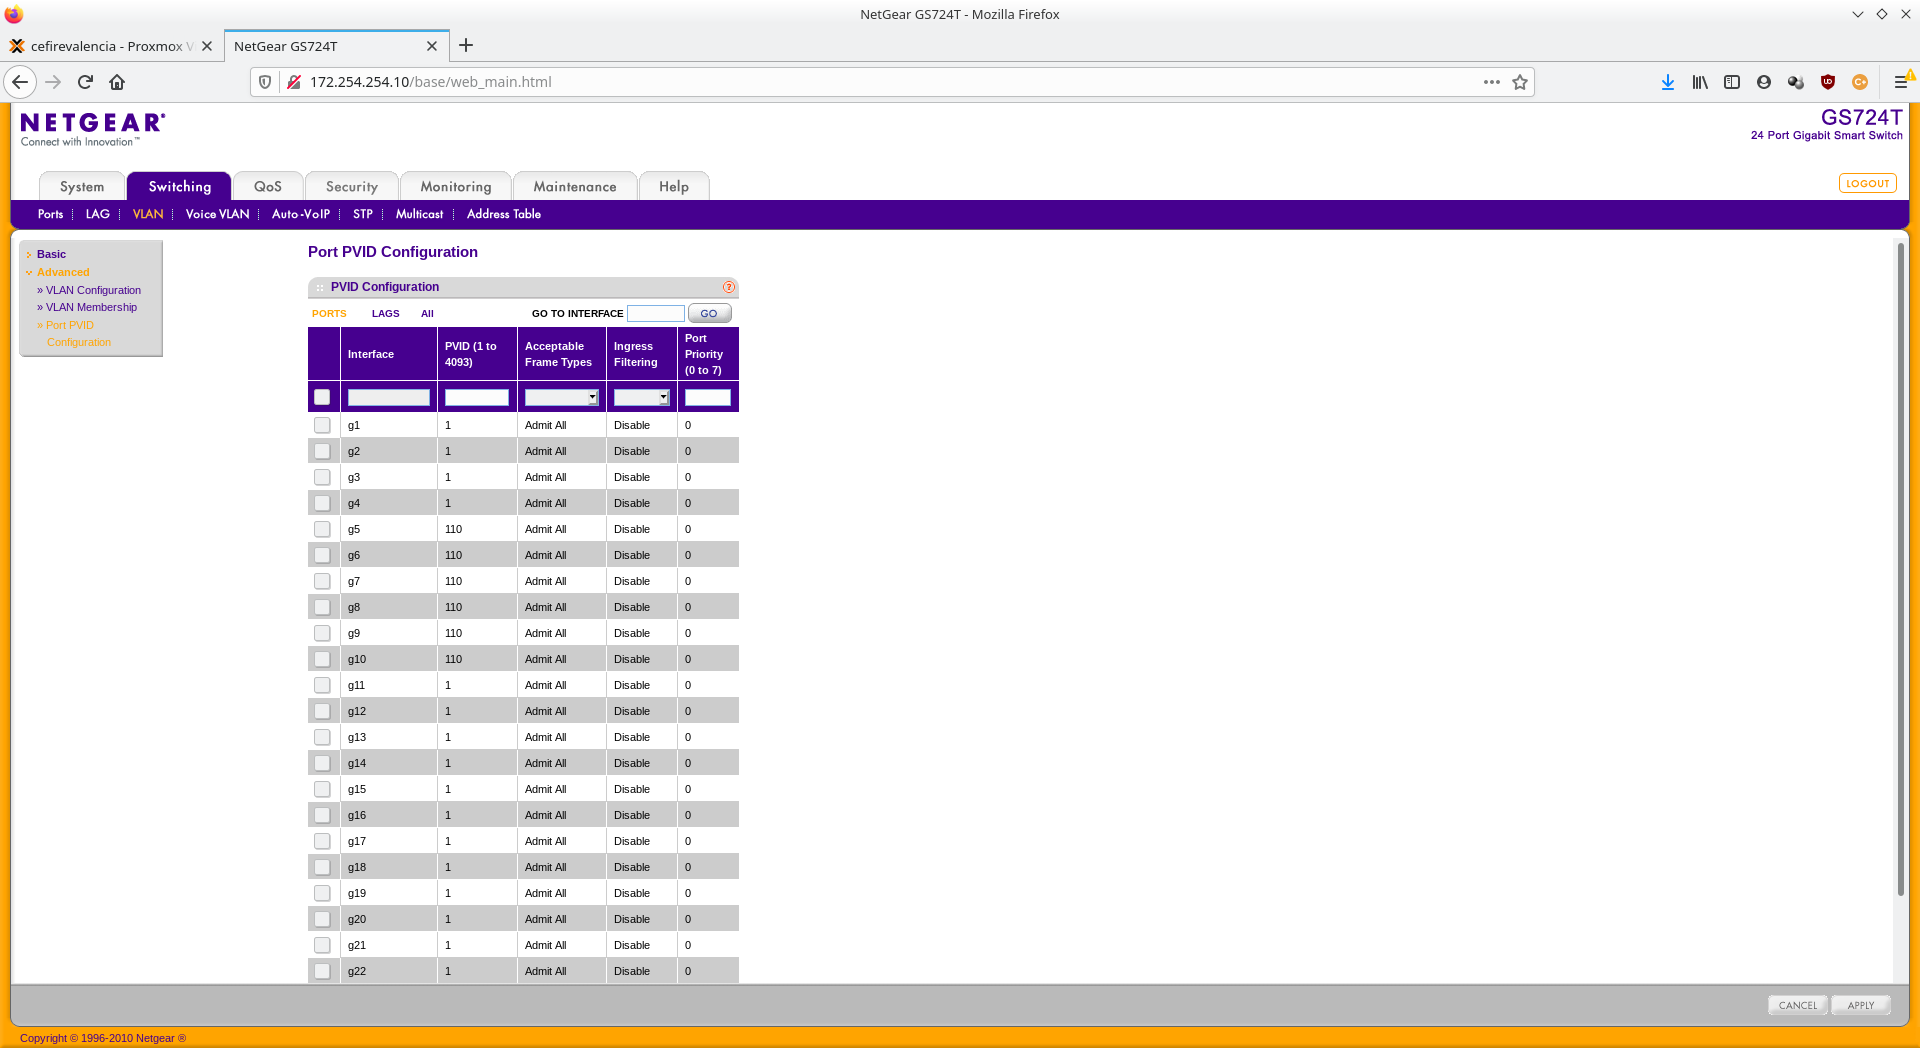 NetGear GS724T - Mozilla Firefox
cefirevalencia - Proxmox V
NetGear GS724T
172.254.254.10/base/web_main.html
NETGEAR®
Connect with Innovation™
GS724T
24 Port Gigabit Smart Switch
System Switching QoS Security Monitoring Maintenance Help
LOGOUT
Ports LAG VLAN Voice VLAN Auto-VoIP STP Multicast Address Table
Basic
Advanced
» VLAN Configuration
» VLAN Membership
» Port PVID
Configuration
Port PVID Configuration
PVID Configuration
PORTS LAGS All GO TO INTERFACE GO
Interface PVID (1 to 4093) Acceptable Frame Types Ingress Filtering Port Priority (0 to 7)
g1 1 Admit All Disable 0
g2 1 Admit All Disable 0
g3 1 Admit All Disable 0
g4 1 Admit All Disable 0
g5 110 Admit All Disable 0
g6 110 Admit All Disable 0
g7 110 Admit All Disable 0
g8 110 Admit All Disable 0
g9 110 Admit All Disable 0
g10 110 Admit All Disable 0
g11 1 Admit All Disable 0
g12 1 Admit All Disable 0
g13 1 Admit All Disable 0
g14 1 Admit All Disable 0
g15 1 Admit All Disable 0
g16 1 Admit All Disable 0
g17 1 Admit All Disable 0
g18 1 Admit All Disable 0
g19 1 Admit All Disable 0
g20 1 Admit All Disable 0
g21 1 Admit All Disable 0
g22 1 Admit All Disable 0
CANCEL APPLY
Copyright © 1996-2010 Netgear ®